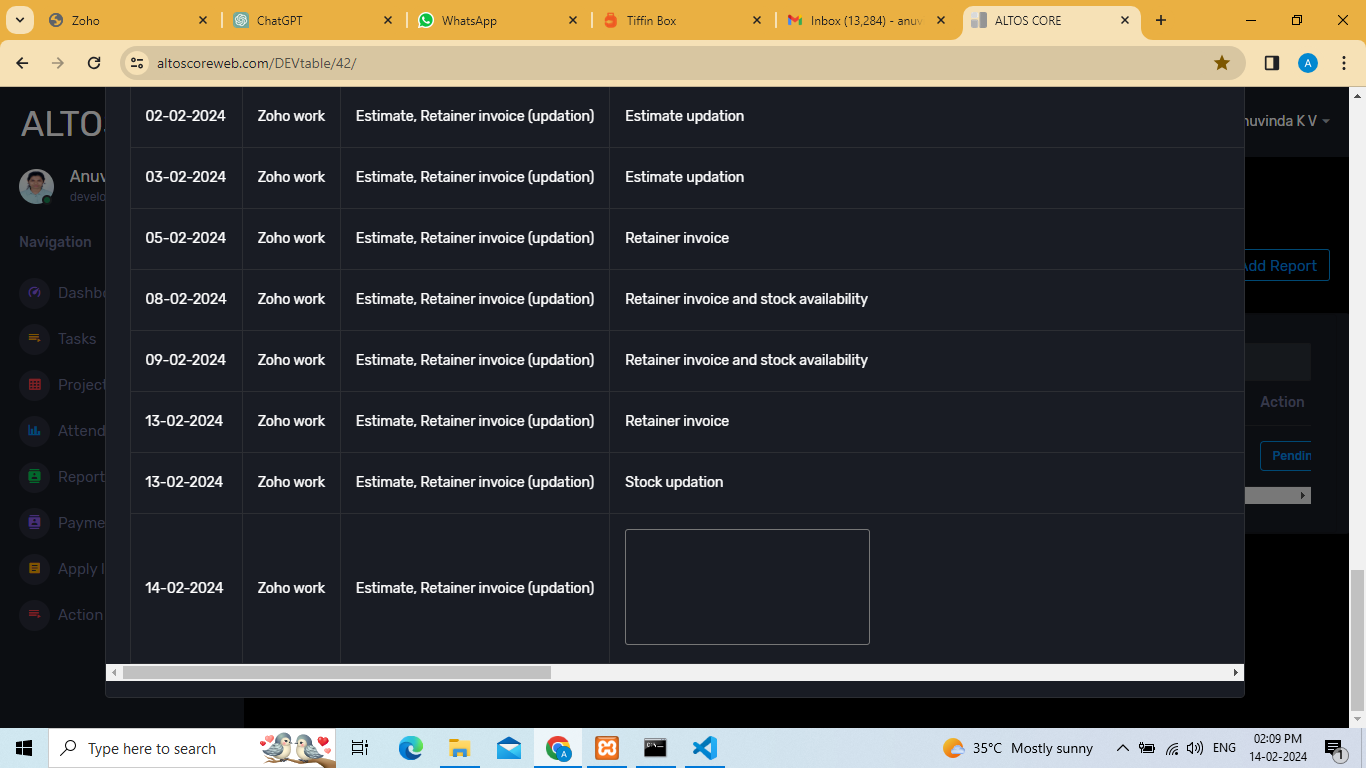 Zoho
ChatGPT
WhatsApp
Tiffin Box
Inbox (13,284) - anuv
ALTOS CORE
altoscoreweb.com/DEVtable/42/
A
ALTOS
nuvinda K V
Anuv
develo
Navigation
Dashbo
Tasks
Project
Attend
Report
Payme
Apply l
Action
02-02-2024 Zoho work Estimate, Retainer invoice (updation) Estimate updation
03-02-2024 Zoho work Estimate, Retainer invoice (updation) Estimate updation
05-02-2024 Zoho work Estimate, Retainer invoice (updation) Retainer invoice
08-02-2024 Zoho work Estimate, Retainer invoice (updation) Retainer invoice and stock availability
09-02-2024 Zoho work Estimate, Retainer invoice (updation) Retainer invoice and stock availability
13-02-2024 Zoho work Estimate, Retainer invoice (updation) Retainer invoice
13-02-2024 Zoho work Estimate, Retainer invoice (updation) Stock updation
14-02-2024 Zoho work Estimate, Retainer invoice (updation)
Add Report
Action
Pendin
Type here to search
35°C Mostly sunny
ENG
02:09 PM
14-02-2024
1